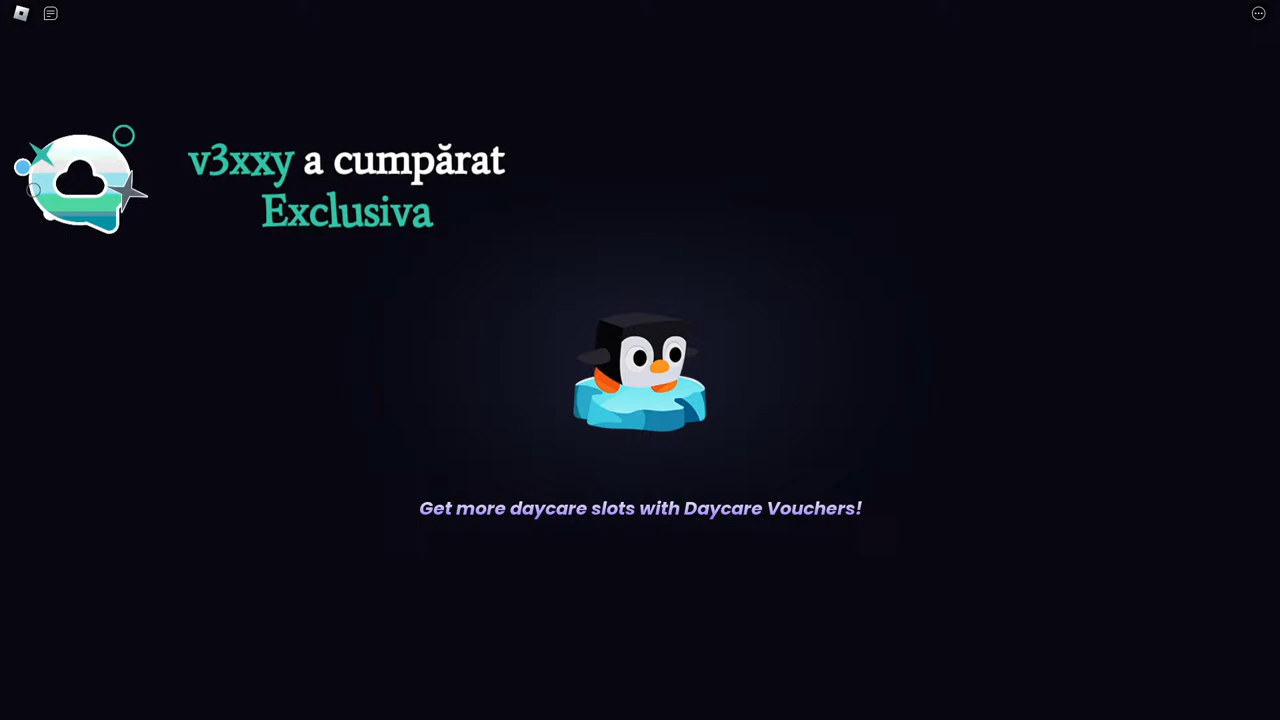 v3xxy a cumpărat
Exclusiva
Get more daycare slots with Daycare Vouchers!